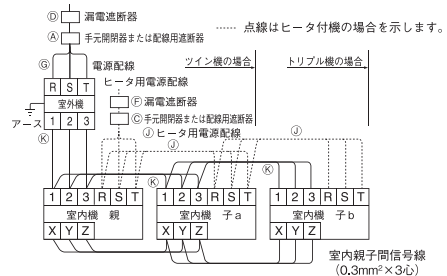 Ⓓ 漏電遮断器
Ⓐ 手元開閉器または配線用遮断器
点線はヒータ付機の場合を示します。
Ⓖ 電源配線
ツイン機の場合
トリプル機の場合
ヒータ用電源配線
R S T
室外機
1 2 3
アース
Ⓕ 漏電遮断器
Ⓒ 手元開閉器または配線用遮断器
Ⓙ ヒータ用電源配線
Ⓙ
Ⓙ
Ⓚ
Ⓚ
Ⓚ
1 2 3 R S T
室内機 親
X Y Z
1 2 3 R S T
室内機 子a
X Y Z
1 2 3 R S T
室内機 子b
X Y Z
室内親子間信号線
(0.3mm²×3心)